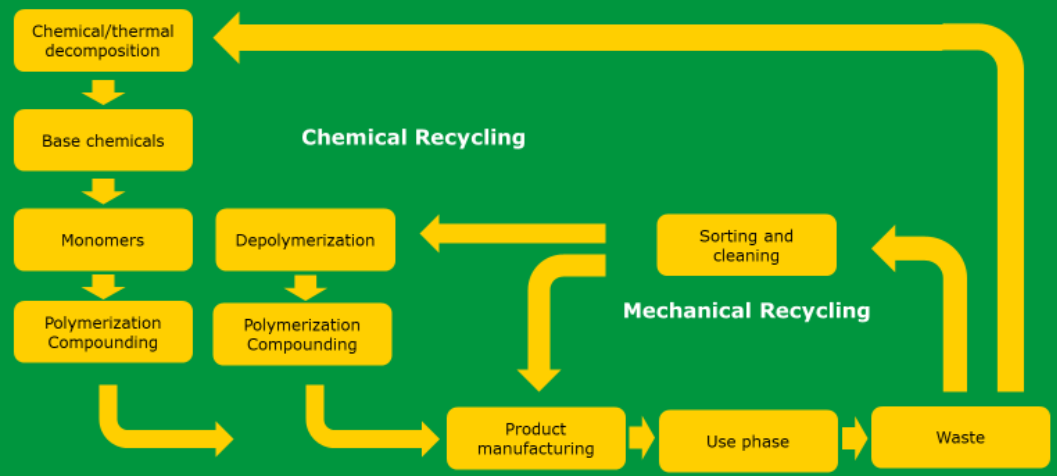 Chemical/thermal
decomposition
Base chemicals
Chemical Recycling
Monomers
Depolymerization
Sorting and
cleaning
Polymerization
Compounding
Polymerization
Compounding
Mechanical Recycling
Product
manufacturing
Use phase
Waste